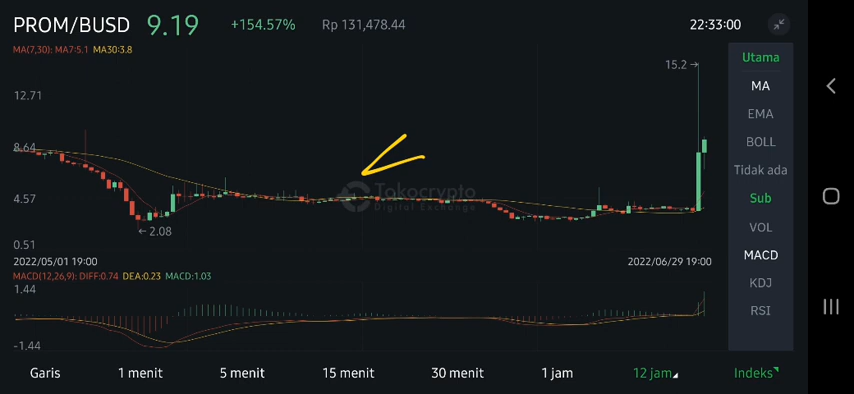 PROM/BUSD 9.19 +154.57% Rp 131,478.44 22:33:00
MA(7,30): MA7:5.1 MA30:3.8
Utama
15.2
MA
12.71
EMA
BOLL
8.64
Tidak ada
Tokocrypto
4.57
Sub
Digital Exchange
VOL
2.08
0.51
MACD
2022/05/01 19:00 2022/06/29 19:00
MACD(12,26,9): DIFF:0.74 DEA:0.23 MACD:1.03
KDJ
1.44
RSI
-1.44
Garis 1 menit 5 menit 15 menit 30 menit 1 jam 12 jam Indeks